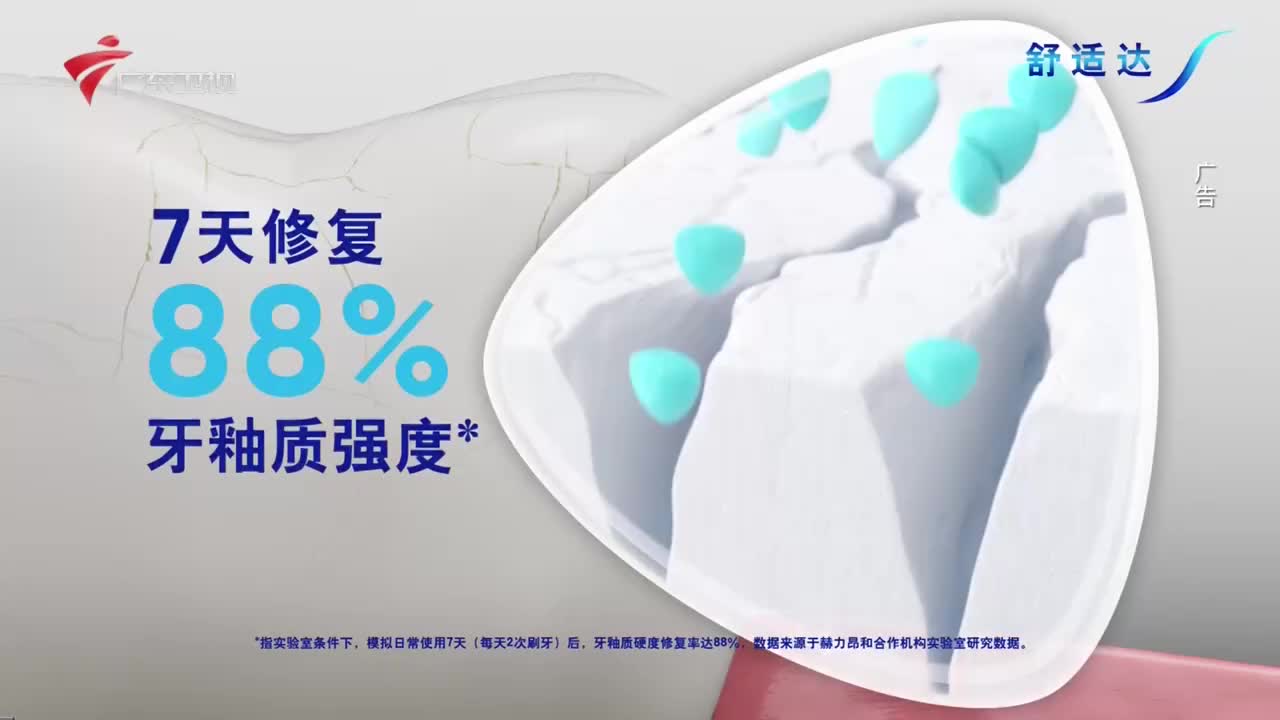 广东卫视
舒适达
广告
7天修复
88%
牙釉质强度*
*指实验室条件下，模拟日常使用7天（每天2次刷牙）后，牙釉质硬度修复率达88%，数据来源于赫力昂和合作机构实验室研究数据。